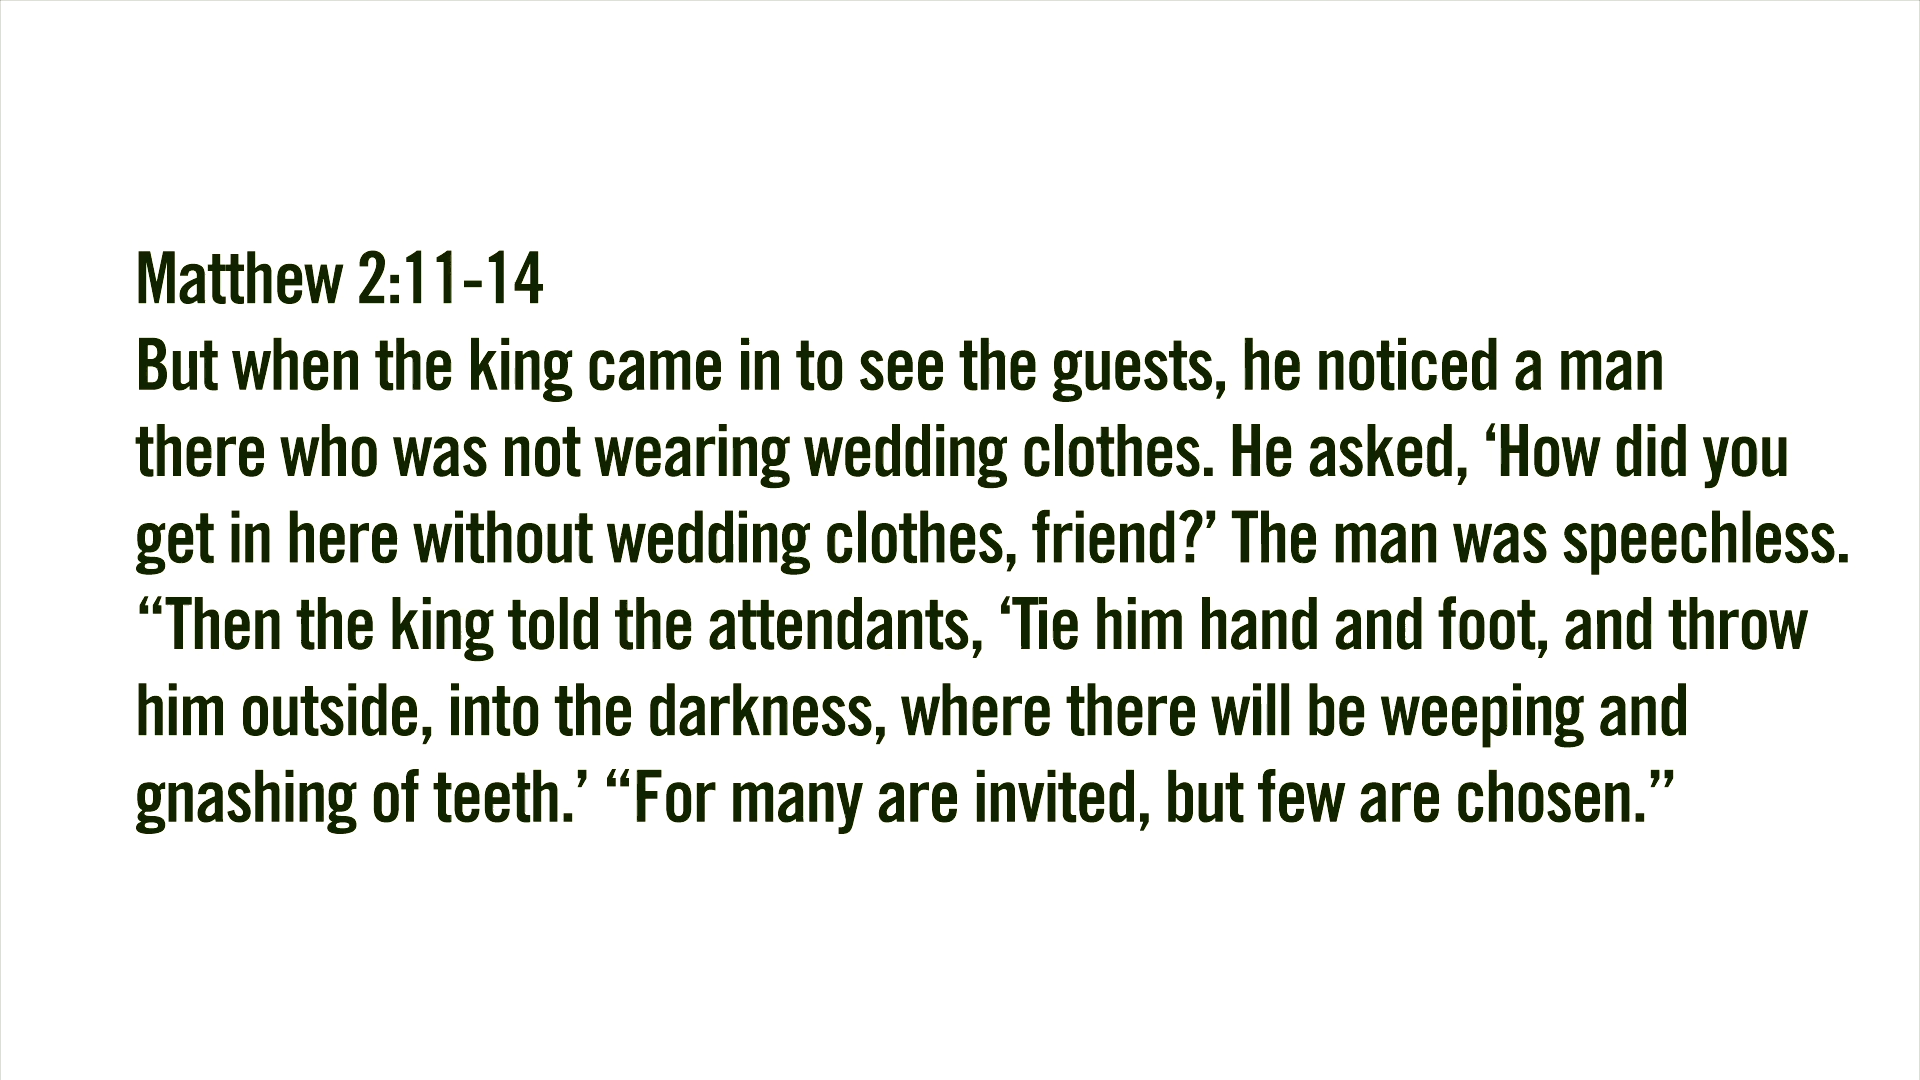 Matthew 2:11-14
But when the king came in to see the guests, he noticed a man
there who was not wearing wedding clothes. He asked, ‘How did you
get in here without wedding clothes, friend?’ The man was speechless.
“Then the king told the attendants, ‘Tie him hand and foot, and throw
him outside, into the darkness, where there will be weeping and
gnashing of teeth.’ “For many are invited, but few are chosen.”